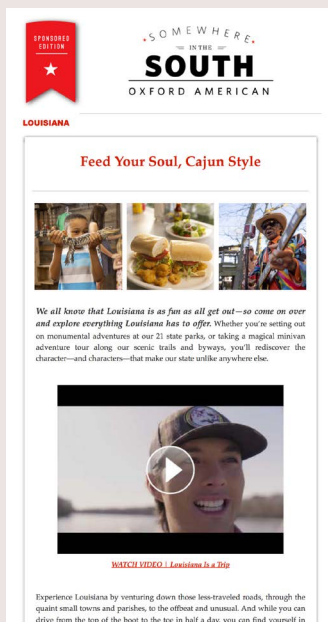 SPONSORED
EDITION
SOMEWHERE
IN THE
SOUTH
OXFORD AMERICAN
LOUISIANA
Feed Your Soul, Cajun Style
We all know that Louisiana is as fun as all get out—so come on over
and explore everything Louisiana has to offer. Whether you're setting out
on monumental adventures at our 21 state parks, or taking a magical minivan
adventure tour along our scenic trails and byways, you'll rediscover the
character—and characters—that make our state unlike anywhere else.
WATCH VIDEO | Louisiana Is a Trip
Experience Louisiana by venturing down those less-traveled roads, through the
quaint small towns and parishes, to the offbeat and unusual. And while you can
drive from the top of the boot to the toe in half a day, you can find yourself in